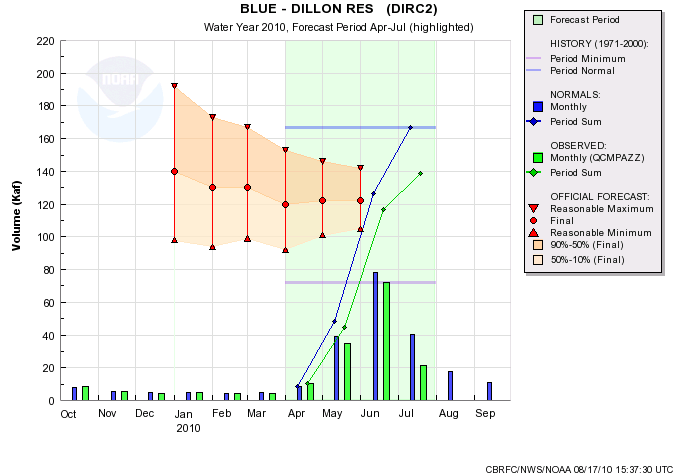 BLUE - DILLON RES (DIRC2)
Water Year 2010, Forecast Period Apr-Jul (highlighted)
NOAA
Volume (Kaf)
220
200
180
160
140
120
100
80
60
40
20
0
Oct Nov Dec Jan Feb Mar Apr May Jun Jul Aug Sep
2010
Forecast Period
HISTORY (1971-2000):
Period Minimum
Period Normal
NORMALS:
Monthly
Period Sum
OBSERVED:
Monthly (QCMPAZZ)
Period Sum
OFFICIAL FORECAST:
Reasonable Maximum
Final
Reasonable Minimum
90%-50% (Final)
50%-10% (Final)
CBRFC/NWS/NOAA 08/17/10 15:37:30 UTC